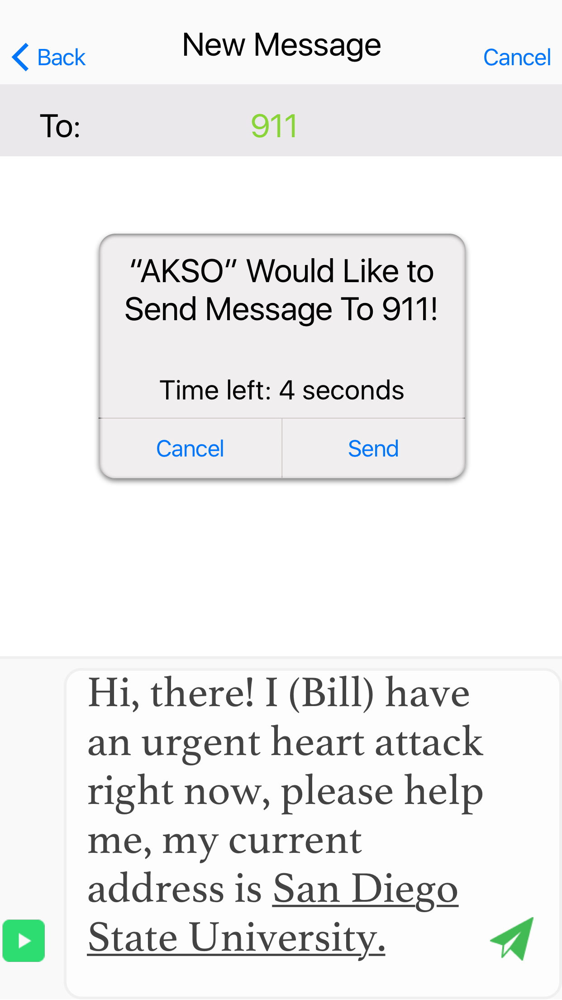 New Message
Back
Cancel
To:
911
“AKSO” Would Like to
Send Message To 911!
Time left: 4 seconds
Cancel
Send
Hi, there! I (Bill) have
an urgent heart attack
right now, please help
me, my current
address is San Diego
State University.